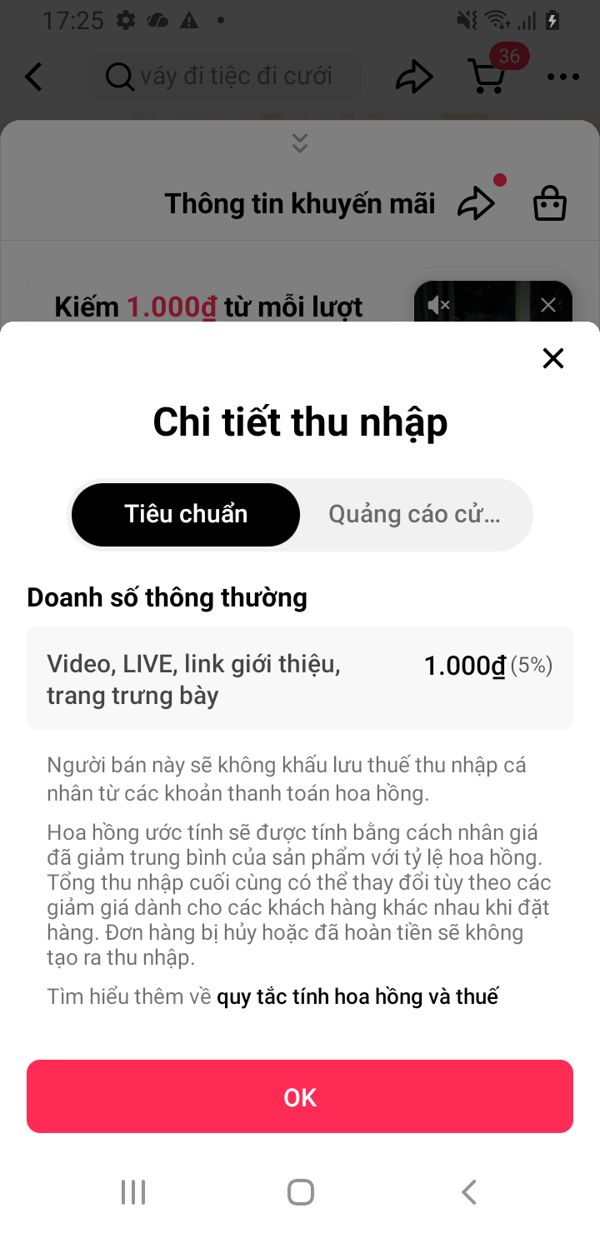 17:25
36
váy đi tiệc đi cưới
Thông tin khuyến mãi
Kiếm 1.000₫ từ mỗi lượt
Chi tiết thu nhập
Tiêu chuẩn
Quảng cáo cử...
Doanh số thông thường
Video, LIVE, link giới thiệu,
trang trưng bày
1.000₫ (5%)
Người bán này sẽ không khấu lưu thuế thu nhập cá
nhân từ các khoản thanh toán hoa hồng.
Hoa hồng ước tính sẽ được tính bằng cách nhân giá
đã giảm trung bình của sản phẩm với tỷ lệ hoa hồng.
Tổng thu nhập cuối cùng có thể thay đổi tùy theo các
giảm giá dành cho các khách hàng khác nhau khi đặt
hàng. Đơn hàng bị hủy hoặc đã hoàn tiền sẽ không
tạo ra thu nhập.
Tìm hiểu thêm về quy tắc tính hoa hồng và thuế
OK